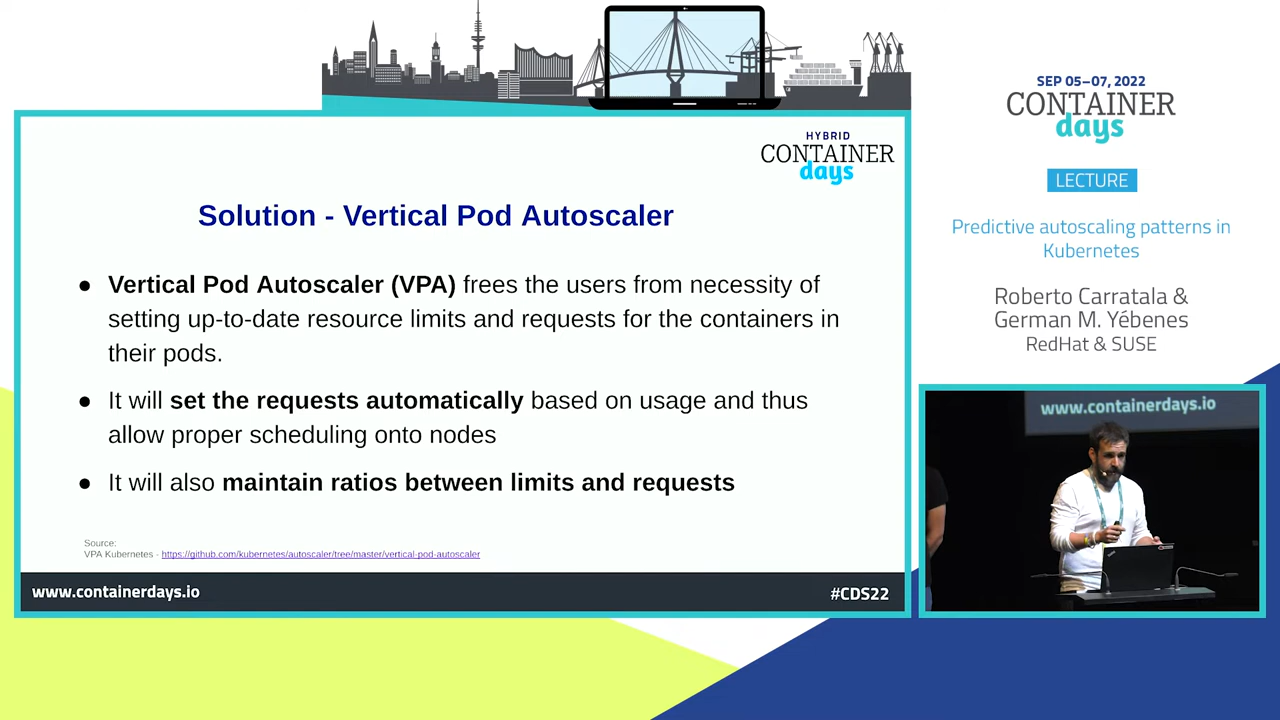 HYBRID
CONTAINER
days
Solution - Vertical Pod Autoscaler
● Vertical Pod Autoscaler (VPA) frees the users from necessity of
setting up-to-date resource limits and requests for the containers in
their pods.
● It will set the requests automatically based on usage and thus
allow proper scheduling onto nodes
● It will also maintain ratios between limits and requests
Source:
VPA Kubernetes - https://github.com/kubernetes/autoscaler/tree/master/vertical-pod-autoscaler
www.containerdays.io
#CDS22
SEP 05–07, 2022
CONTAINER
days
LECTURE
Predictive autoscaling patterns in
Kubernetes
Roberto Carratala &
German M. Yébenes
RedHat & SUSE
www.containerdays.io